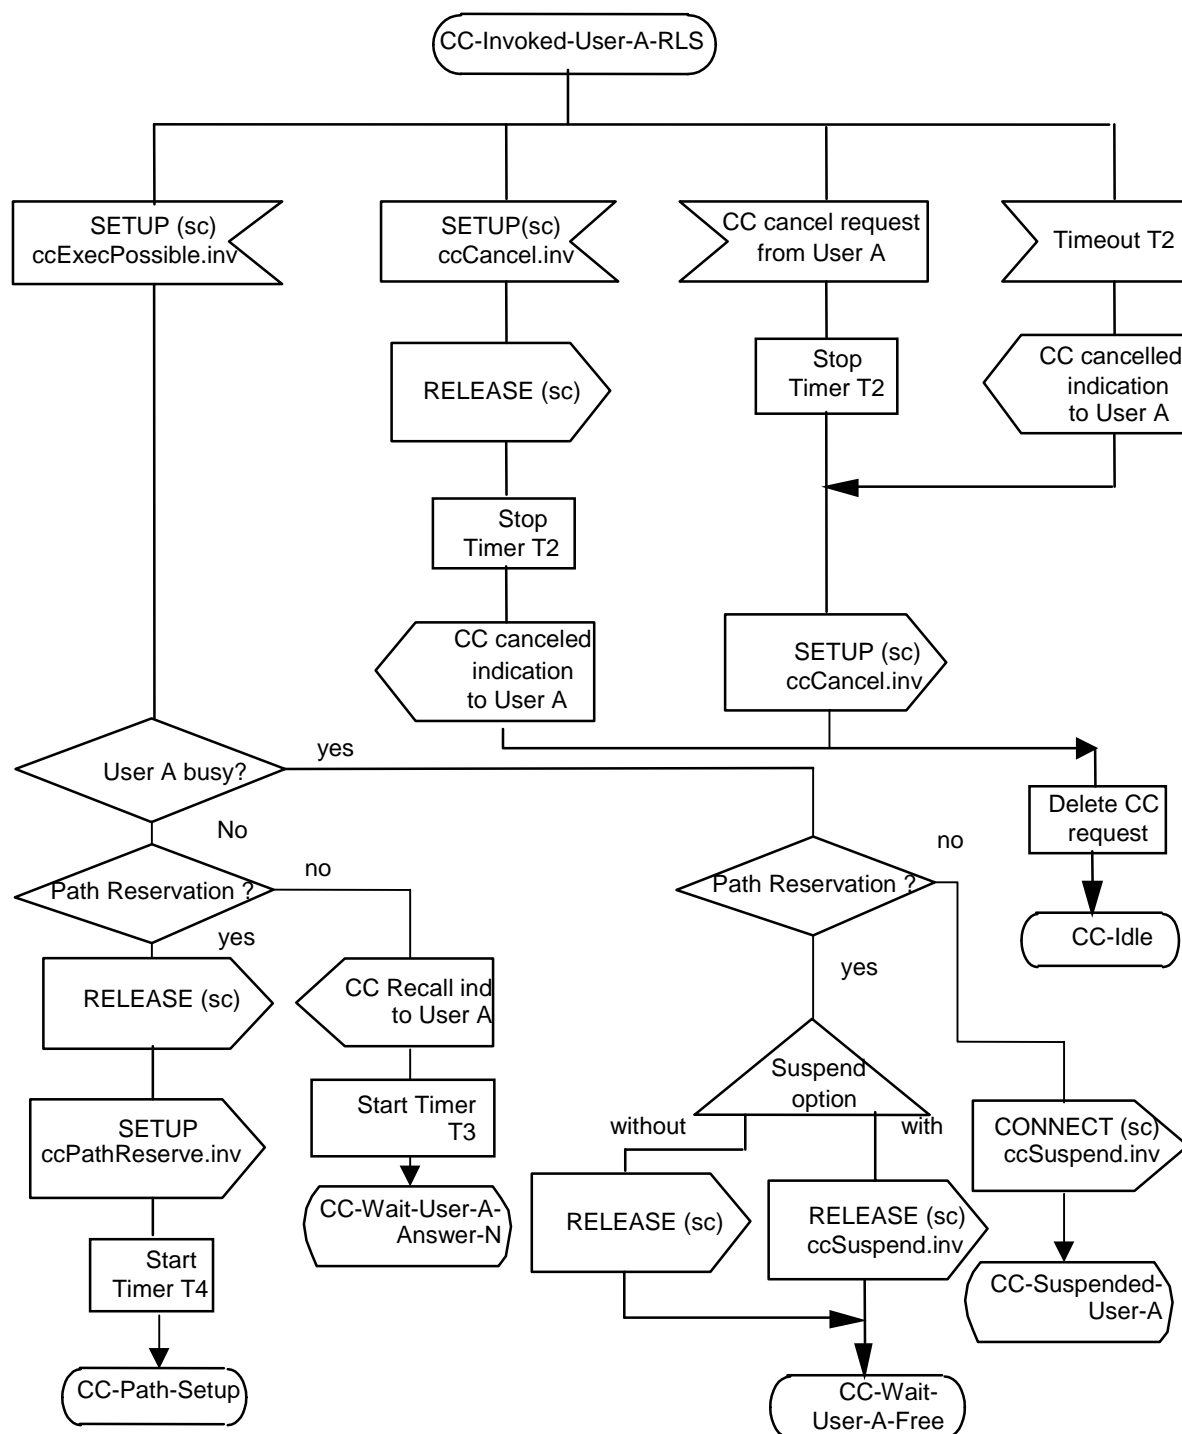 CC-Invoked-User-A-RLS
SETUP (sc)
ccExecPossible.inv
SETUP(sc)
ccCancel.inv
CC cancel request
from User A
Timeout T2
RELEASE (sc)
Stop
Timer T2
CC cancelled
indication
to User A
Stop
Timer T2
CC canceled
indication
to User A
SETUP (sc)
ccCancel.inv
User A busy?
yes
No
Delete CC
request
Path Reservation ?
no
yes
Path Reservation ?
no
yes
CC-Idle
RELEASE (sc)
CC Recall ind
to User A
Suspend
option
without
with
SETUP
ccPathReserve.inv
Start Timer
T3
CONNECT (sc)
ccSuspend.inv
CC-Wait-User-A-
Answer-N
RELEASE (sc)
RELEASE (sc)
ccSuspend.inv
Start
Timer T4
CC-Suspended-
User-A
CC-Path-Setup
CC-Wait-
User-A-Free